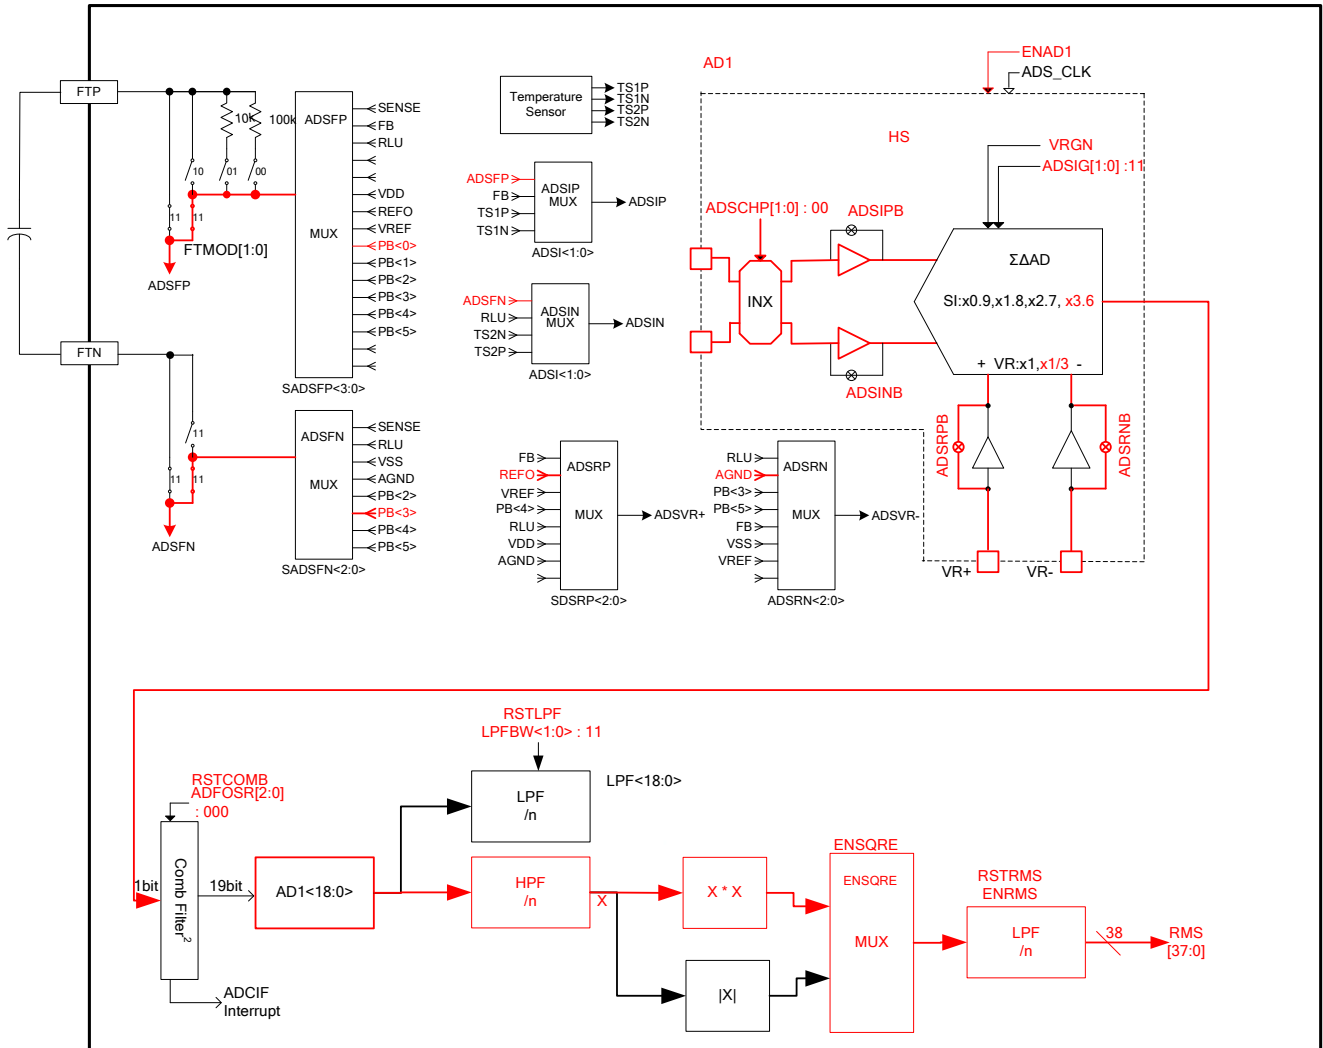 FTP
10k
100k
10
01
00
11
11
FTMOD[1:0]
ADSFP
FTN
11
11
11
ADSFN
ADSFP
MUX
SENSE
FB
RLU
VDD
REFO
VREF
PB<0>
PB<1>
PB<2>
PB<3>
PB<4>
PB<5>
SADSFP<3:0>
ADSFN
MUX
SENSE
RLU
VSS
AGND
PB<2>
PB<3>
PB<4>
PB<5>
SADSFN<2:0>
Temperature
Sensor
TS1P
TS1N
TS2P
TS2N
ADSFP
FB
TS1P
TS1N
ADSIP
MUX
ADSIP
ADSI<1:0>
ADSFN
RLU
TS2N
TS2P
ADSIN
MUX
ADSIN
ADSI<1:0>
FB
REFO
VREF
PB<4>
RLU
VDD
AGND
ADSRP
MUX
ADSVR+
SDSRP<2:0>
RLU
AGND
PB<3>
PB<5>
FB
VSS
VREF
ADSRN
MUX
ADSVR-
ADSRN<2:0>
AD1
ENAD1
ADS_CLK
HS
VRGN
ADSIG[1:0] :11
ADSCHP[1:0] : 00
ADSIPB
INX
ADSINB
ΣΔAD
SI:x0.9,x1.8,x2.7, x3.6
+ VR:x1,x1/3 -
ADSRPB
ADSRNB
VR+
VR-
RSTLPF
LPFBW<1:0> : 11
LPF
/n
LPF<18:0>
RSTCOMB
ADFOSR[2:0]
: 000
1bit
Comb Filter2
19bit
AD1<18:0>
ADCIF
Interrupt
HPF
/n
X
X * X
|X|
ENSQRE
ENSQRE
MUX
RSTRMS
ENRMS
LPF
/n
38
RMS
[37:0]